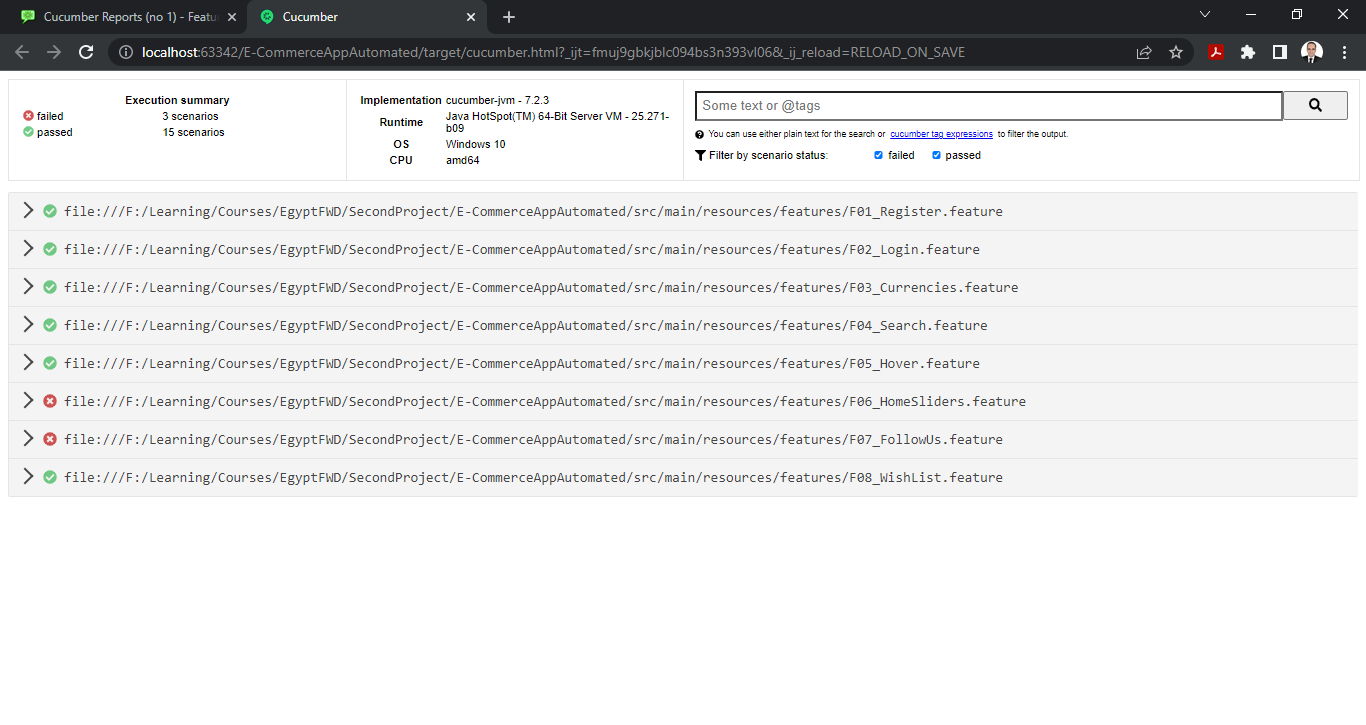 Cucumber Reports (no 1) - Featu
Cucumber
localhost:63342/E-CommerceAppAutomated/target/cucumber.html?_ijt=fmuj9gbkjblc094bs3n393vl06&_ij_reload=RELOAD_ON_SAVE
Execution summary
failed 3 scenarios
passed 15 scenarios
Implementation cucumber-jvm - 7.2.3
Runtime Java HotSpot(TM) 64-Bit Server VM - 25.271-
b09
OS Windows 10
CPU amd64
Some text or @tags
You can use either plain text for the search or cucumber tag expressions to filter the output.
Filter by scenario status: failed passed
file:///F:/Learning/Courses/EgyptFWD/SecondProject/E-CommerceAppAutomated/src/main/resources/features/F01_Register.feature
file:///F:/Learning/Courses/EgyptFWD/SecondProject/E-CommerceAppAutomated/src/main/resources/features/F02_Login.feature
file:///F:/Learning/Courses/EgyptFWD/SecondProject/E-CommerceAppAutomated/src/main/resources/features/F03_Currencies.feature
file:///F:/Learning/Courses/EgyptFWD/SecondProject/E-CommerceAppAutomated/src/main/resources/features/F04_Search.feature
file:///F:/Learning/Courses/EgyptFWD/SecondProject/E-CommerceAppAutomated/src/main/resources/features/F05_Hover.feature
file:///F:/Learning/Courses/EgyptFWD/SecondProject/E-CommerceAppAutomated/src/main/resources/features/F06_HomeSliders.feature
file:///F:/Learning/Courses/EgyptFWD/SecondProject/E-CommerceAppAutomated/src/main/resources/features/F07_FollowUs.feature
file:///F:/Learning/Courses/EgyptFWD/SecondProject/E-CommerceAppAutomated/src/main/resources/features/F08_WishList.feature